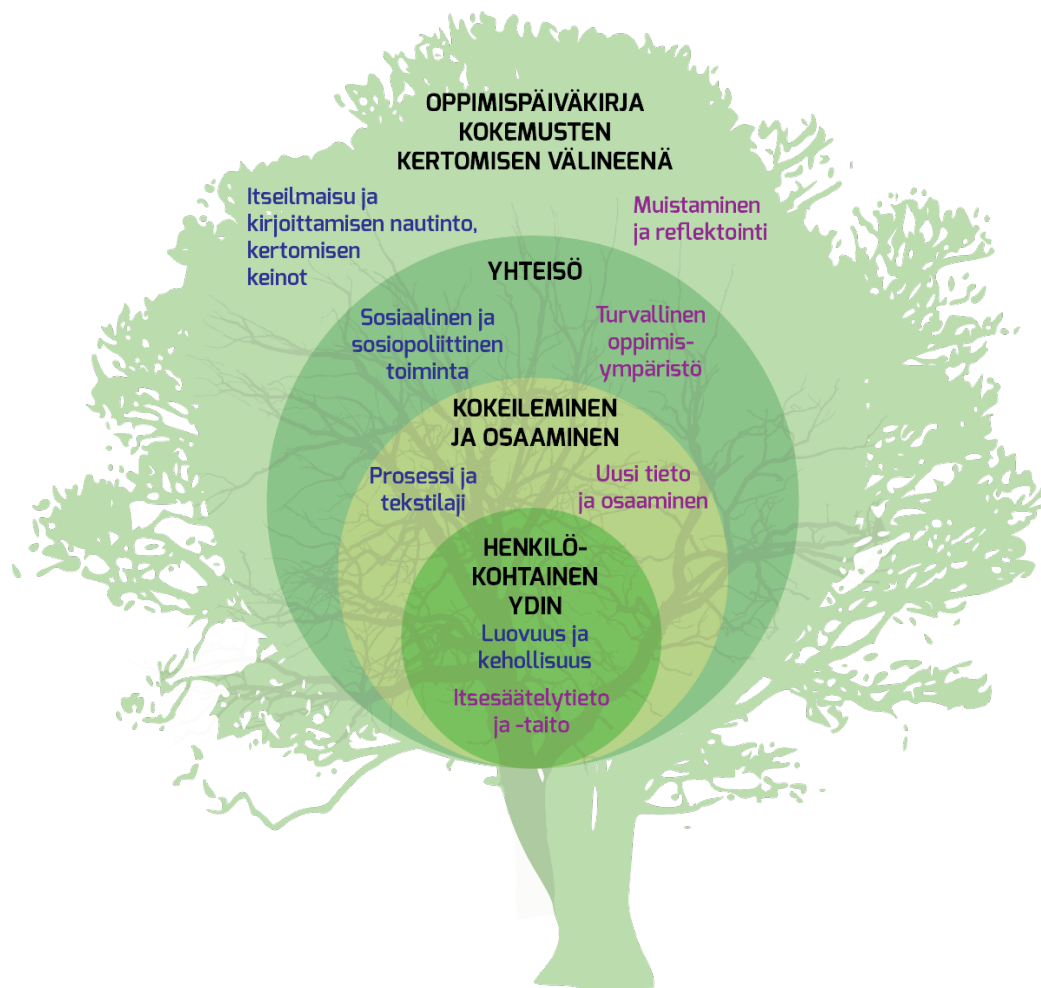 OPPIMISPÄIVÄKIRJA
KOKEMUSTEN
KERTOMISEN VÄLINEENÄ
Itseilmaisu ja
kirjoittamisen nautinto,
kertomisen
keinot
Muistaminen
ja reflektointi
YHTEISÖ
Sosiaalinen ja
sosiopoliittinen
toiminta
Turvallinen
oppimis-
ympäristö
KOKEILEMINEN
JA OSAAMINEN
Prosessi ja
tekstilaji
Uusi tieto
ja osaaminen
HENKILÖ-
KOHTAINEN
YDIN
Luovuus ja
kehollisuus
Itsesäätelytieto
ja -taito